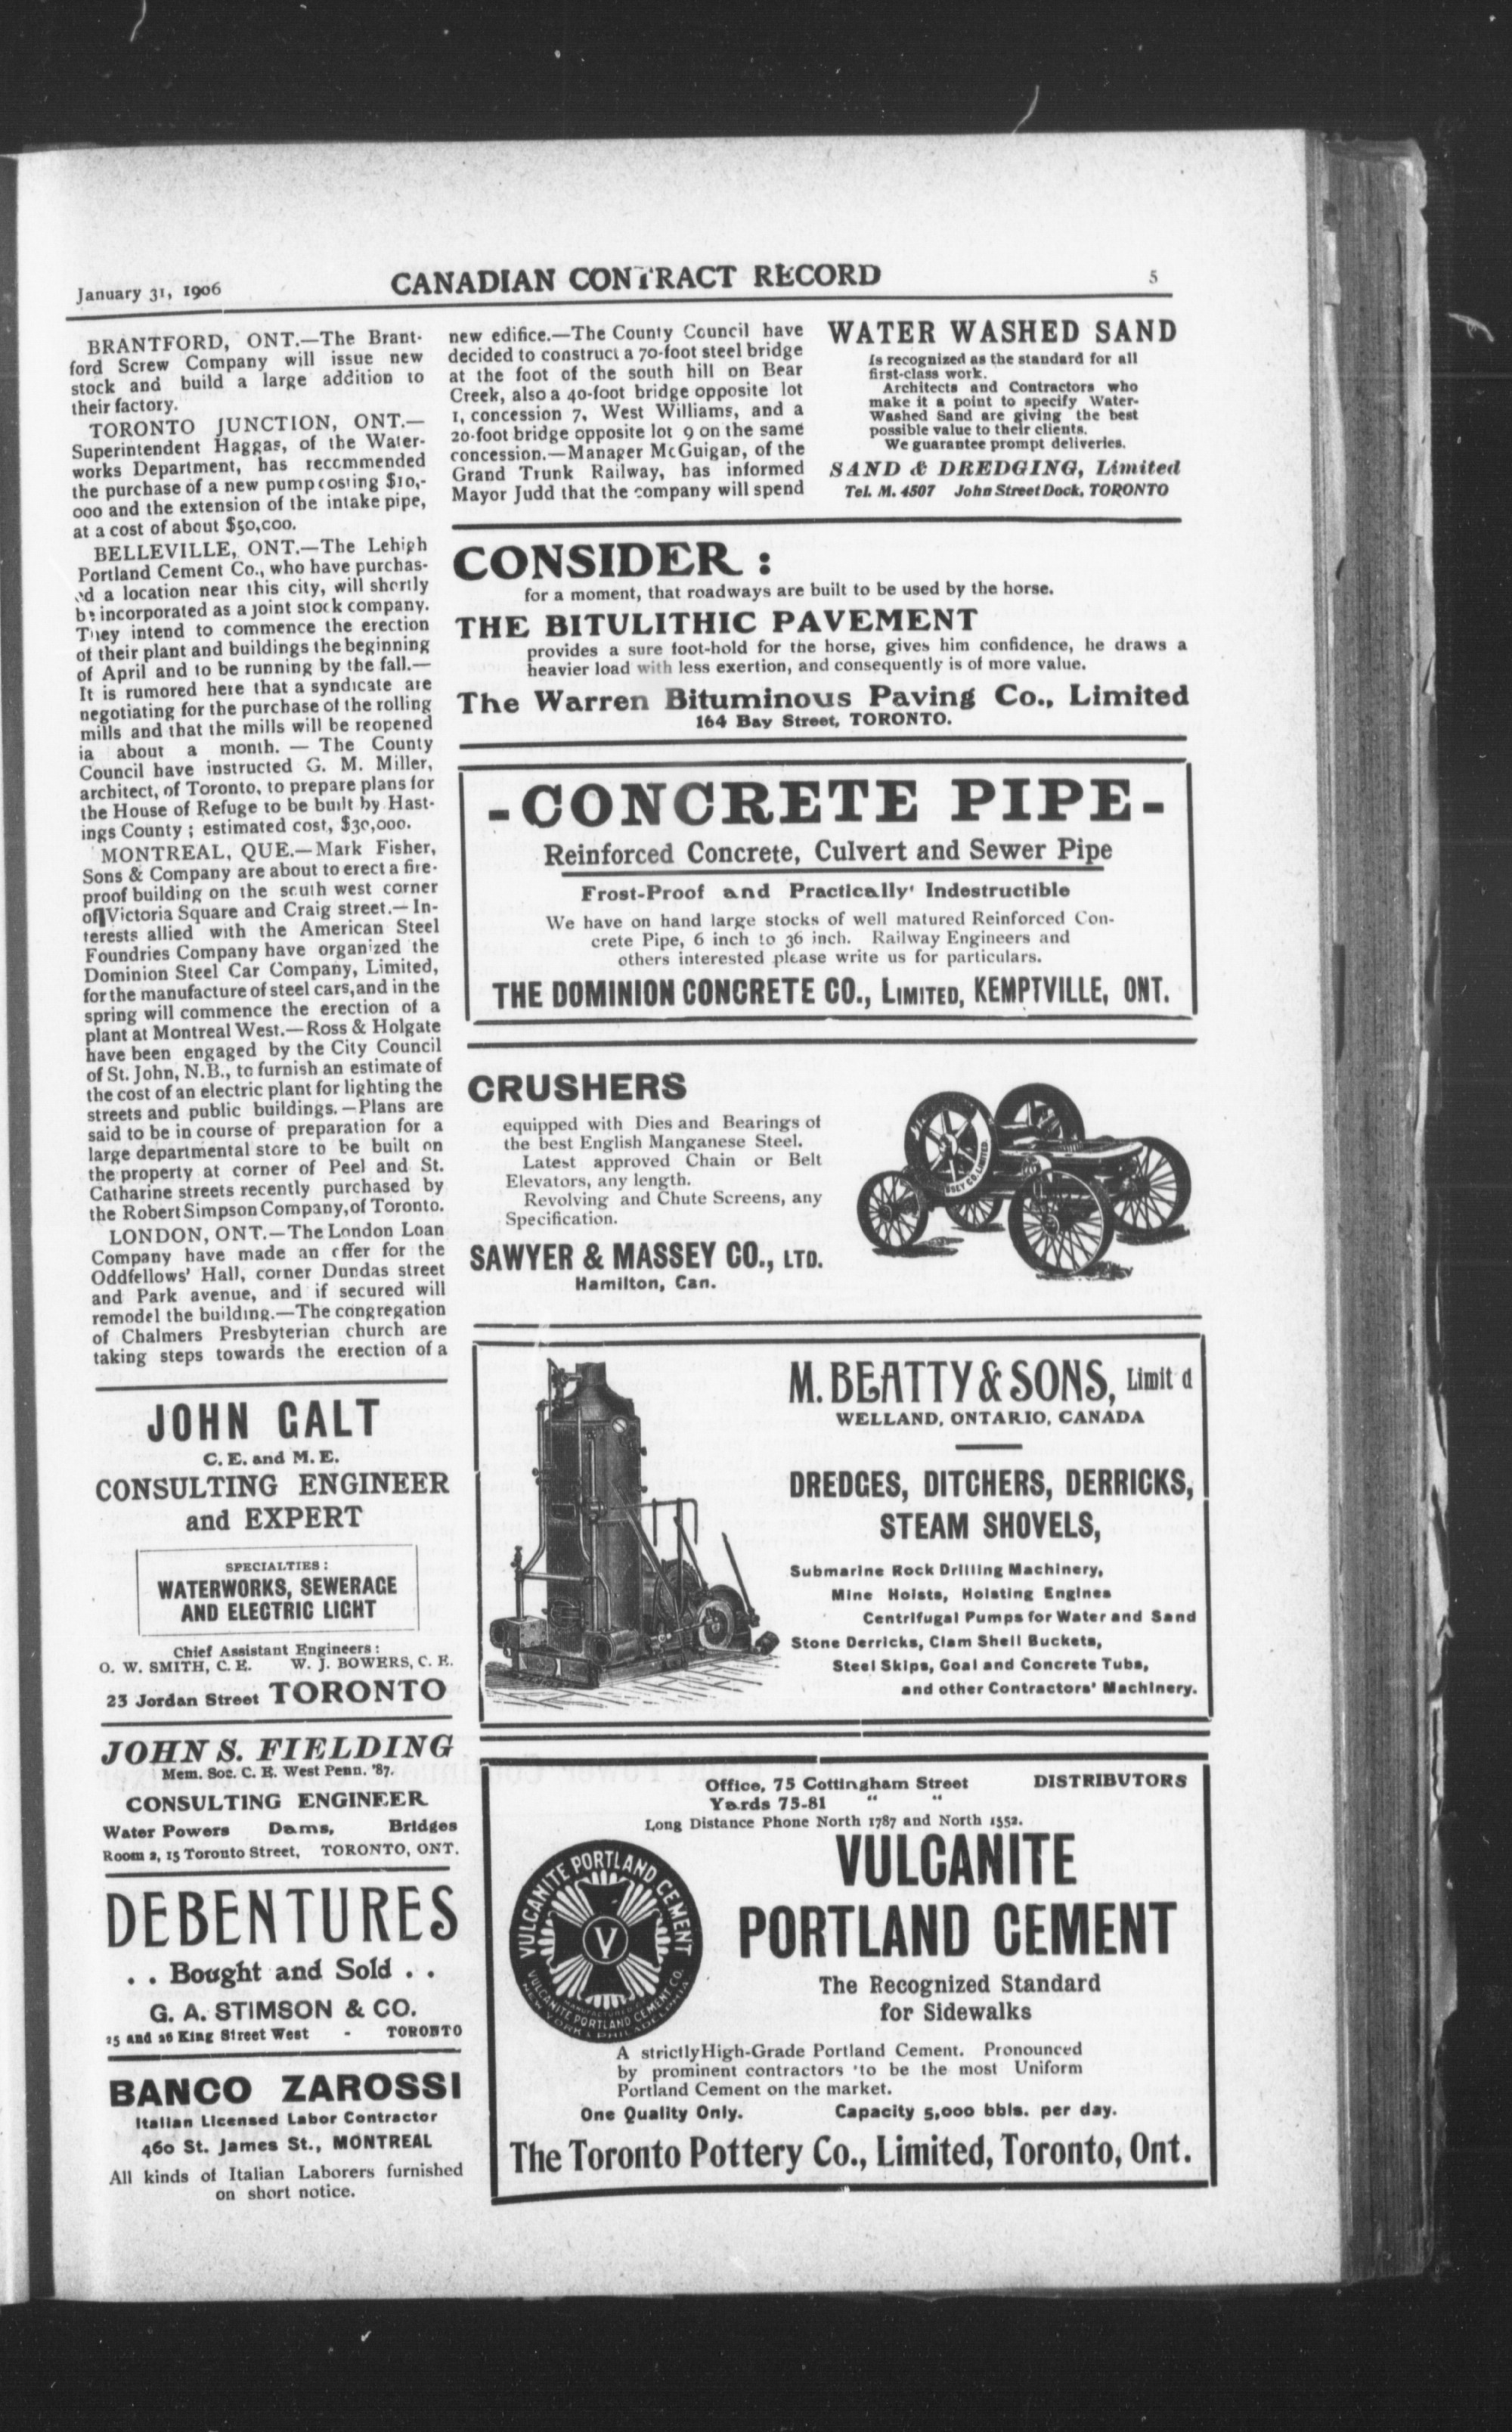 January 31, 1906
CANADIAN CONTRACT RECORD
5
BRANTFORD, ONT.—The Brant-
ford Screw Company will issue new
stock and build a large addition to
their factory.
TORONTO JUNCTION, ONT.—
Superintendent Haggas, of the Water-
works Department, has recommended
the purchase of a new pump costing $10,-
000 and the extension of the intake pipe,
at a cost of about $50,000.
BELLEVILLE, ONT.—The Lehigh
Portland Cement Co., who have purchas-
ed a location near this city, will shortly
be incorporated as a joint stock company.
They intend to commence the erection
of their plant and buildings the beginning
of April and to be running by the fall.—
It is rumored here that a syndicate are
negotiating for the purchase of the rolling
mills and that the mills will be reopened
ia about a month. — The County
Council have instructed G. M. Miller,
architect, of Toronto, to prepare plans for
the House of Refuge to be built by Hast-
ings County ; estimated cost, $30,000.
MONTREAL, QUE.—Mark Fisher,
Sons & Company are about to erect a fire-
proof building on the south west corner
of Victoria Square and Craig street.—In-
terests allied with the American Steel
Foundries Company have organized the
Dominion Steel Car Company, Limited,
for the manufacture of steel cars, and in the
spring will commence the erection of a
plant at Montreal West.—Ross & Holgate
have been engaged by the City Council
of St. John, N.B., to furnish an estimate of
the cost of an electric plant for lighting the
streets and public buildings.—Plans are
said to be in course of preparation for a
large departmental store to be built on
the property at corner of Peel and St.
Catharine streets recently purchased by
the Robert Simpson Company, of Toronto.
LONDON, ONT.—The London Loan
Company have made an offer for the
Oddfellows' Hall, corner Dundas street
and Park avenue, and if secured will
remodel the building.—The congregation
of Chalmers Presbyterian church are
taking steps towards the erection of a
new edifice.—The County Council have
decided to construct a 70-foot steel bridge
at the foot of the south hill on Bear
Creek, also a 40-foot bridge opposite lot
1, concession 7, West Williams, and a
20-foot bridge opposite lot 9 on the same
concession.—Manager McGuigan, of the
Grand Trunk Railway, has informed
Mayor Judd that the company will spend
WATER WASHED SAND
Is recognized as the standard for all
first-class work.
Architects and Contractors who
make it a point to specify Water-
Washed Sand are giving the best
possible value to their clients.
We guarantee prompt deliveries.
SAND & DREDGING, Limited
Tel. M. 4507 John Street Dock, TORONTO
CONSIDER :
for a moment, that roadways are built to be used by the horse.
THE BITULITHIC PAVEMENT
provides a sure foot-hold for the horse, gives him confidence, he draws a
heavier load with less exertion, and consequently is of more value.
The Warren Bituminous Paving Co., Limited
164 Bay Street, TORONTO.
-CONCRETE PIPE-
Reinforced Concrete, Culvert and Sewer Pipe
Frost-Proof and Practically Indestructible
We have on hand large stocks of well matured Reinforced Con-
crete Pipe, 6 inch to 36 inch. Railway Engineers and
others interested please write us for particulars.
THE DOMINION CONCRETE CO., LIMITED, KEMPTVILLE, ONT.
CRUSHERS
equipped with Dies and Bearings of
the best English Manganese Steel.
Latest approved Chain or Belt
Elevators, any length.
Revolving and Chute Screens, any
Specification.
SAWYER & MASSEY CO., LTD.
Hamilton, Can.
M. BEATTY & SONS, Limit d
WELLAND, ONTARIO, CANADA
DREDGES, DITCHERS, DERRICKS,
STEAM SHOVELS,
Submarine Rock Drilling Machinery,
Mine Hoists, Hoisting Engines
Centrifugal Pumps for Water and Sand
Stone Derricks, Clam Shell Buckets,
Steel Skips, Coal and Concrete Tubs,
and other Contractors' Machinery.
JOHN GALT
C. E. and M. E.
CONSULTING ENGINEER
and EXPERT
SPECIALTIES :
WATERWORKS, SEWERAGE
AND ELECTRIC LIGHT
Chief Assistant Engineers :
O. W. SMITH, C. E. W. J. BOWERS, C. E.
23 Jordan Street TORONTO
JOHN S. FIELDING
Mem. Soc. C. E. West Penn. '87.
CONSULTING ENGINEER
Water Powers Dams, Bridges
Room 2, 15 Toronto Street, TORONTO, ONT.
DEBENTURES
. . Bought and Sold . .
G. A. STIMSON & CO.
25 and 26 King Street West - TORONTO
BANCO ZAROSSI
Italian Licensed Labor Contractor
460 St. James St., MONTREAL
All kinds of Italian Laborers furnished
on short notice.
Office, 75 Cottingham Street DISTRIBUTORS
Yards 75-81 " "
Long Distance Phone North 1787 and North 1552.
VULCANITE PORTLAND CEMENT
V
VULCANITE PORTLAND CEMENT CO.
NEW YORK & PHILADELPHIA
VULCANITE
PORTLAND CEMENT
The Recognized Standard
for Sidewalks
A strictly High-Grade Portland Cement. Pronounced
by prominent contractors to be the most Uniform
Portland Cement on the market.
One Quality Only. Capacity 5,000 bbls. per day.
The Toronto Pottery Co., Limited, Toronto, Ont.